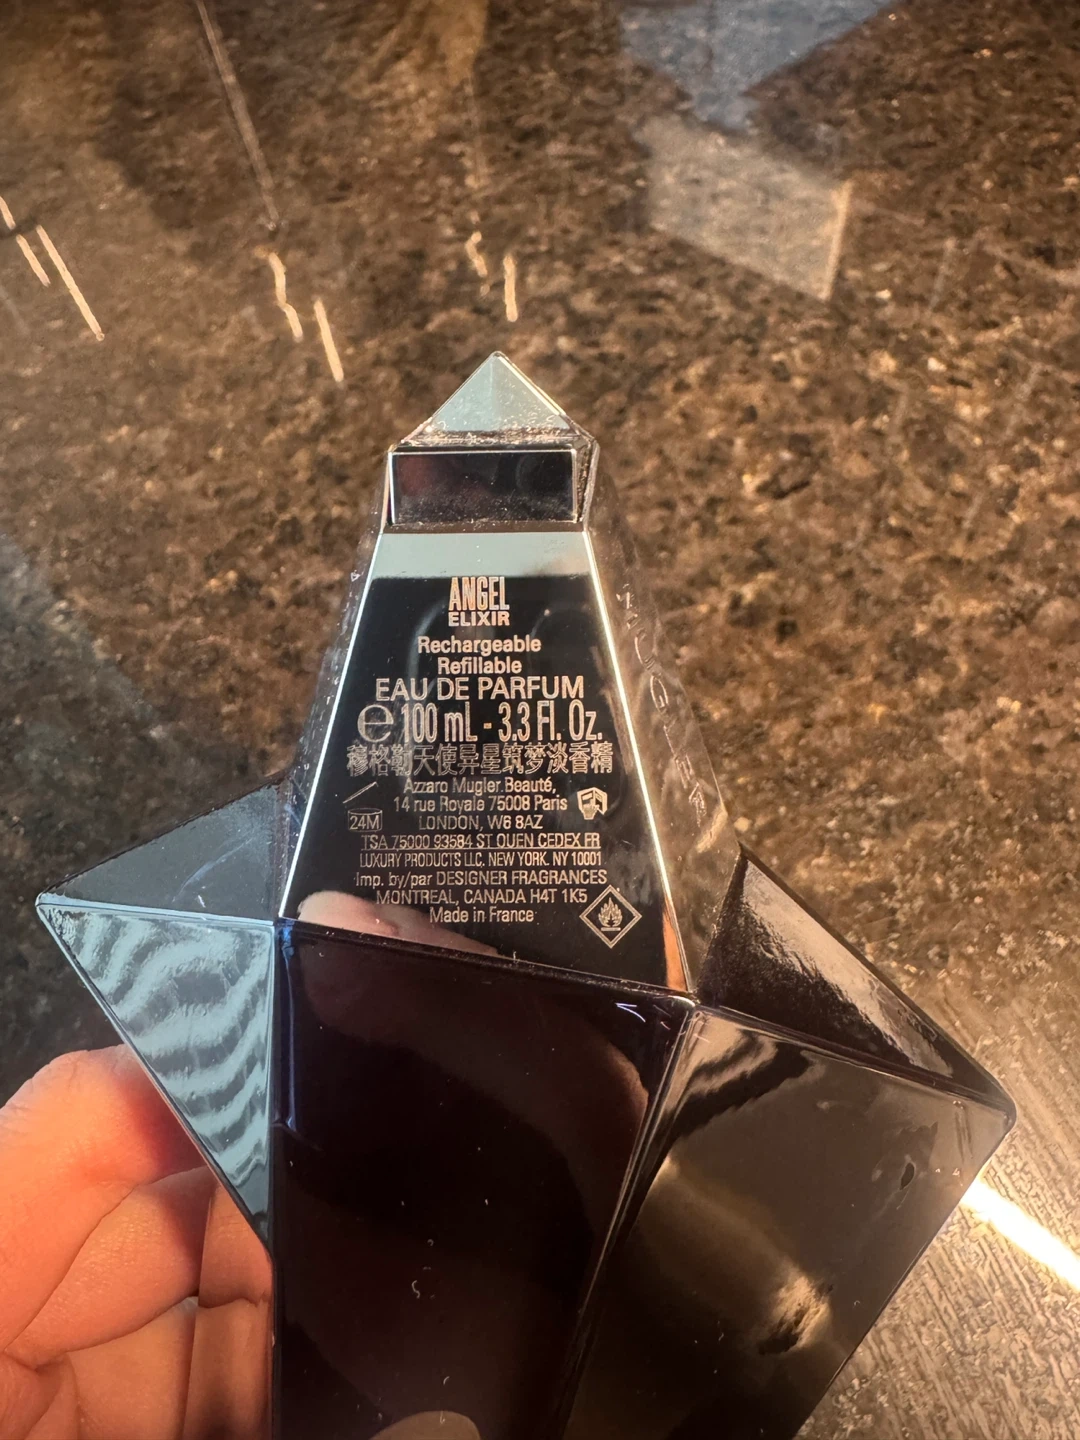 ANGEL
ELIXIR
Rechargeable
Refillable
EAU DE PARFUM
℮ 100 mL - 3.3 Fl. Oz.
穆格勒天使异星筑梦淡香精
Azzaro Mugler Beauté,
14 rue Royale 75008 Paris
24M
LONDON, W6 8AZ
TSA 75000 93584 ST OUEN CEDEX FR
LUXURY PRODUCTS LLC. NEW YORK. NY 10001
Imp. by/par DESIGNER FRAGRANCES
MONTREAL, CANADA H4T 1K5
Made in France
MUGLER